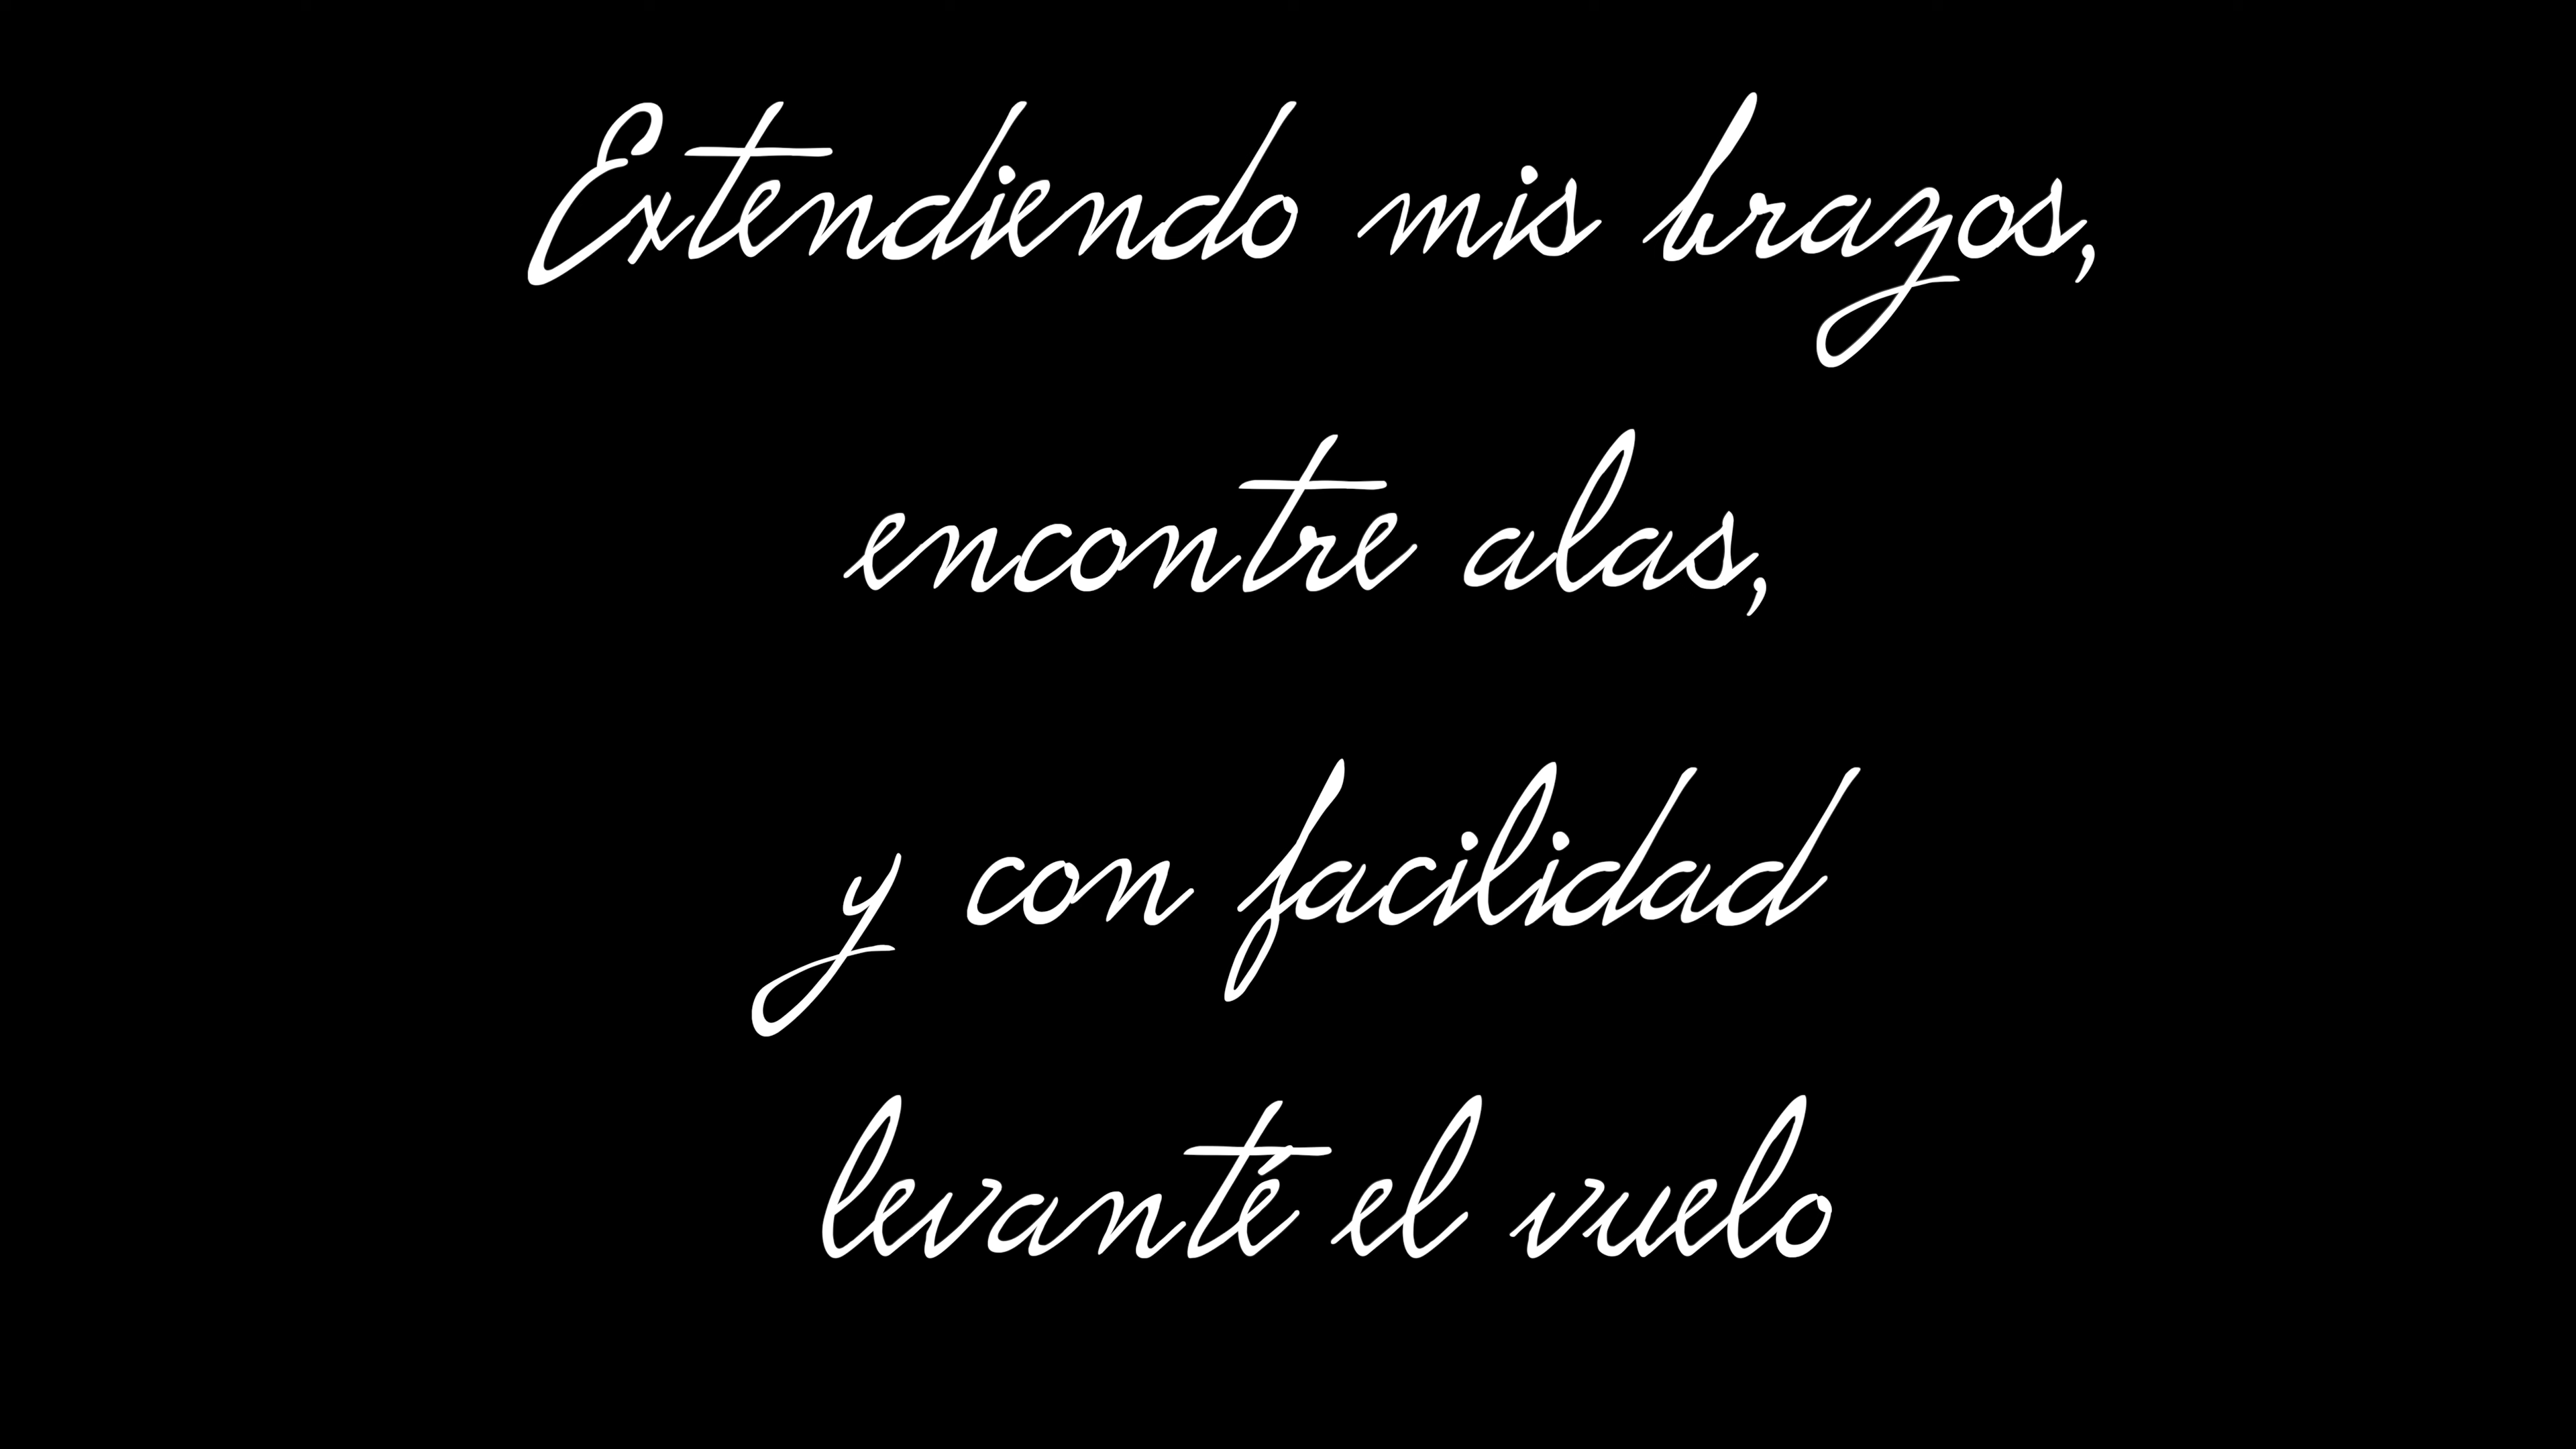 Extendiendo mis brazos,
encontre alas,
y con facilidad
levanté el vuelo